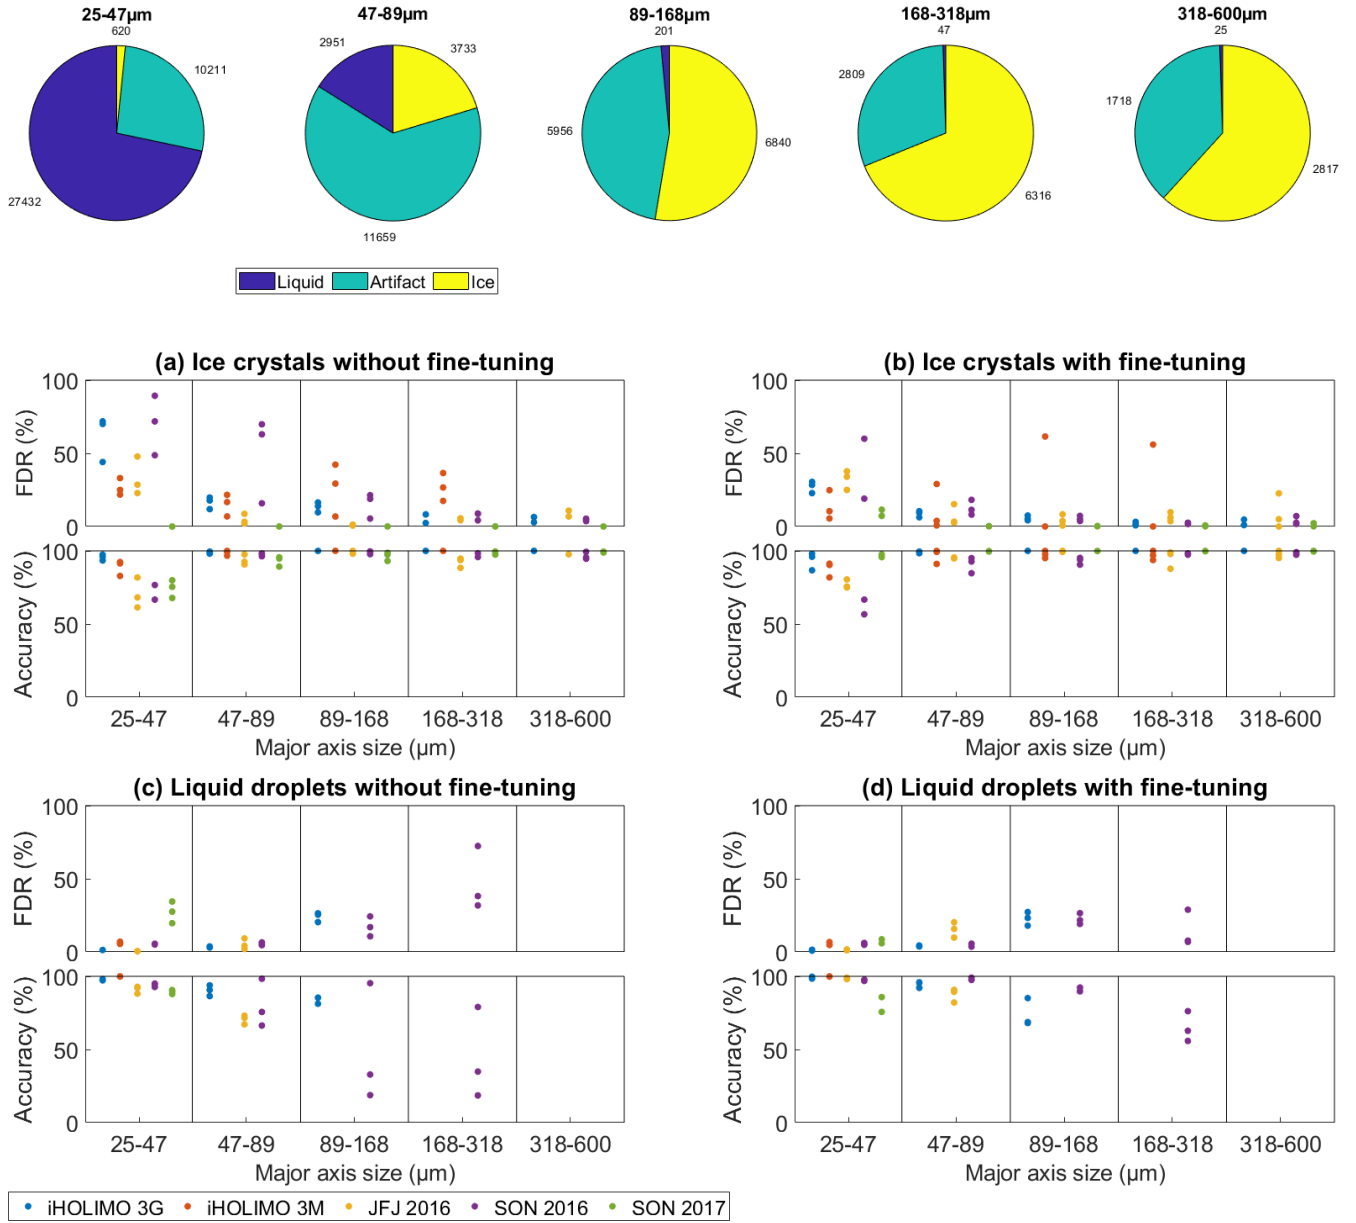 25-47µm 47-89µm 89-168µm 168-318µm 318-600µm
620 10211 27432
2951 3733 11659
201 5956 6840
47 2809 6316
25 1718 2817
Liquid Artifact Ice
(a) Ice crystals without fine-tuning
100
50
0
FDR (%)
100
50
0
Accuracy (%)
25-47 47-89 89-168 168-318 318-600
Major axis size (µm)
(b) Ice crystals with fine-tuning
100
50
0
FDR (%)
100
50
0
Accuracy (%)
25-47 47-89 89-168 168-318 318-600
Major axis size (µm)
(c) Liquid droplets without fine-tuning
100
50
0
FDR (%)
100
50
0
Accuracy (%)
25-47 47-89 89-168 168-318 318-600
Major axis size (µm)
(d) Liquid droplets with fine-tuning
100
50
0
FDR (%)
100
50
0
Accuracy (%)
25-47 47-89 89-168 168-318 318-600
Major axis size (µm)
iHOLIMO 3G iHOLIMO 3M JFJ 2016 SON 2016 SON 2017